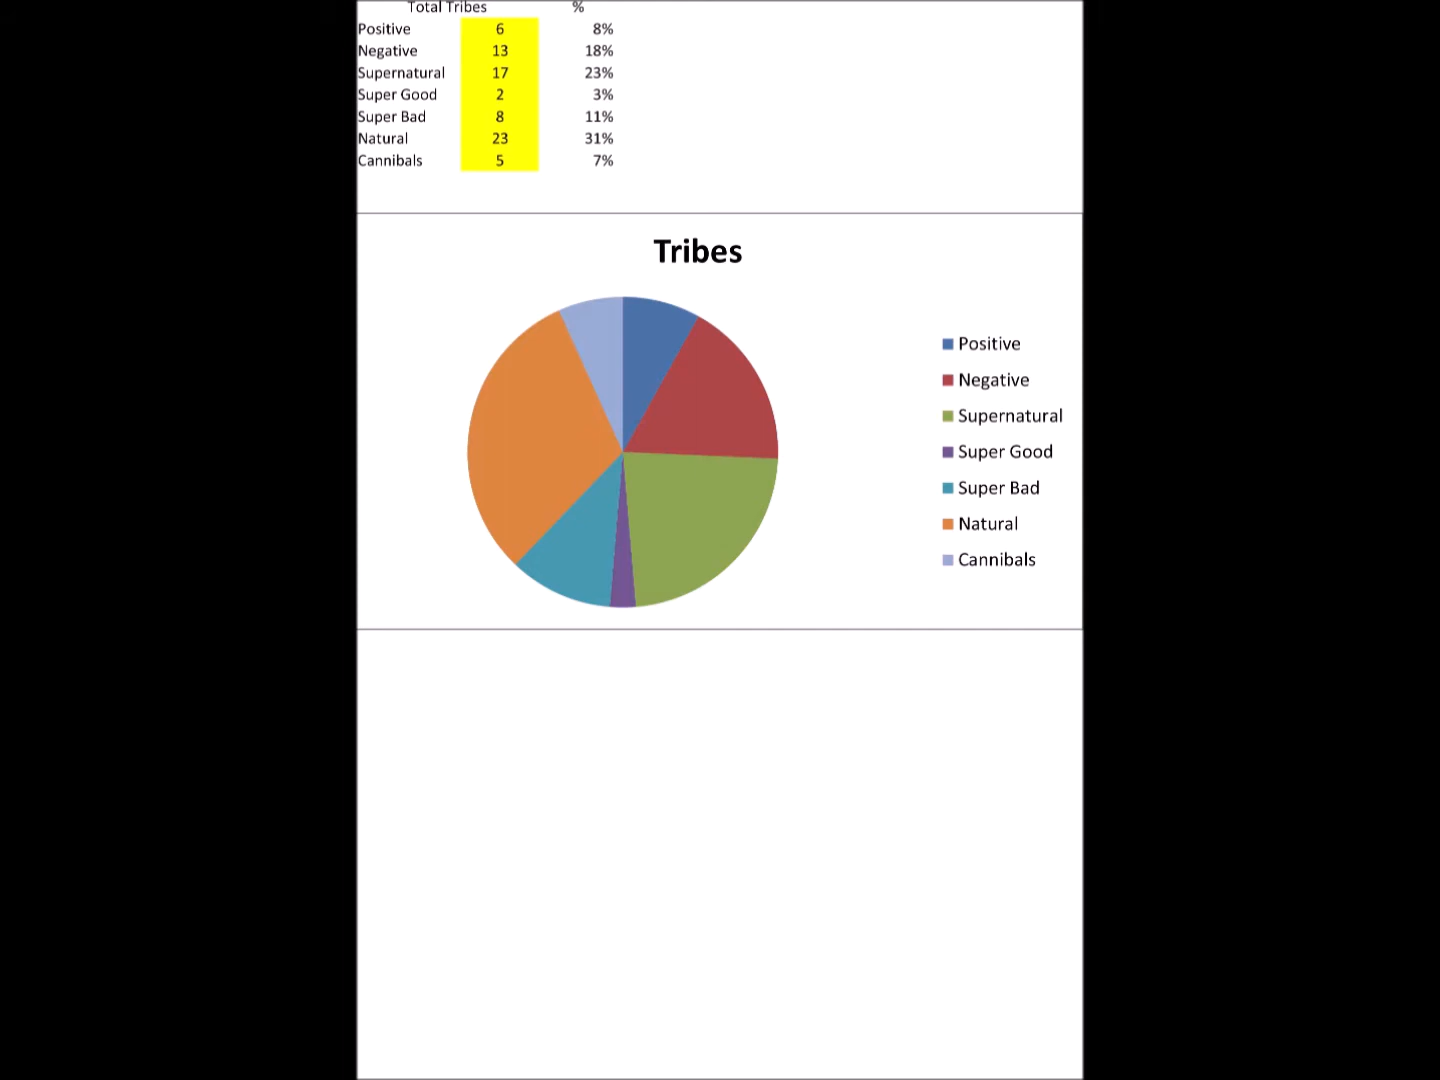 Total Tribes %
Positive 6 8%
Negative 13 18%
Supernatural 17 23%
Super Good 2 3%
Super Bad 8 11%
Natural 23 31%
Cannibals 5 7%
Tribes
Positive
Negative
Supernatural
Super Good
Super Bad
Natural
Cannibals